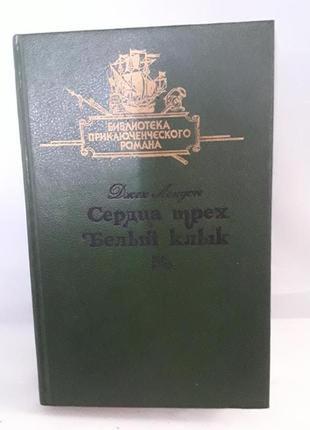 БИБЛИОТЕКА
ПРИКЛЮЧЕНЧЕСКОГО
РОМАНА
Джек Лондон
Сердца трех
Белый клык